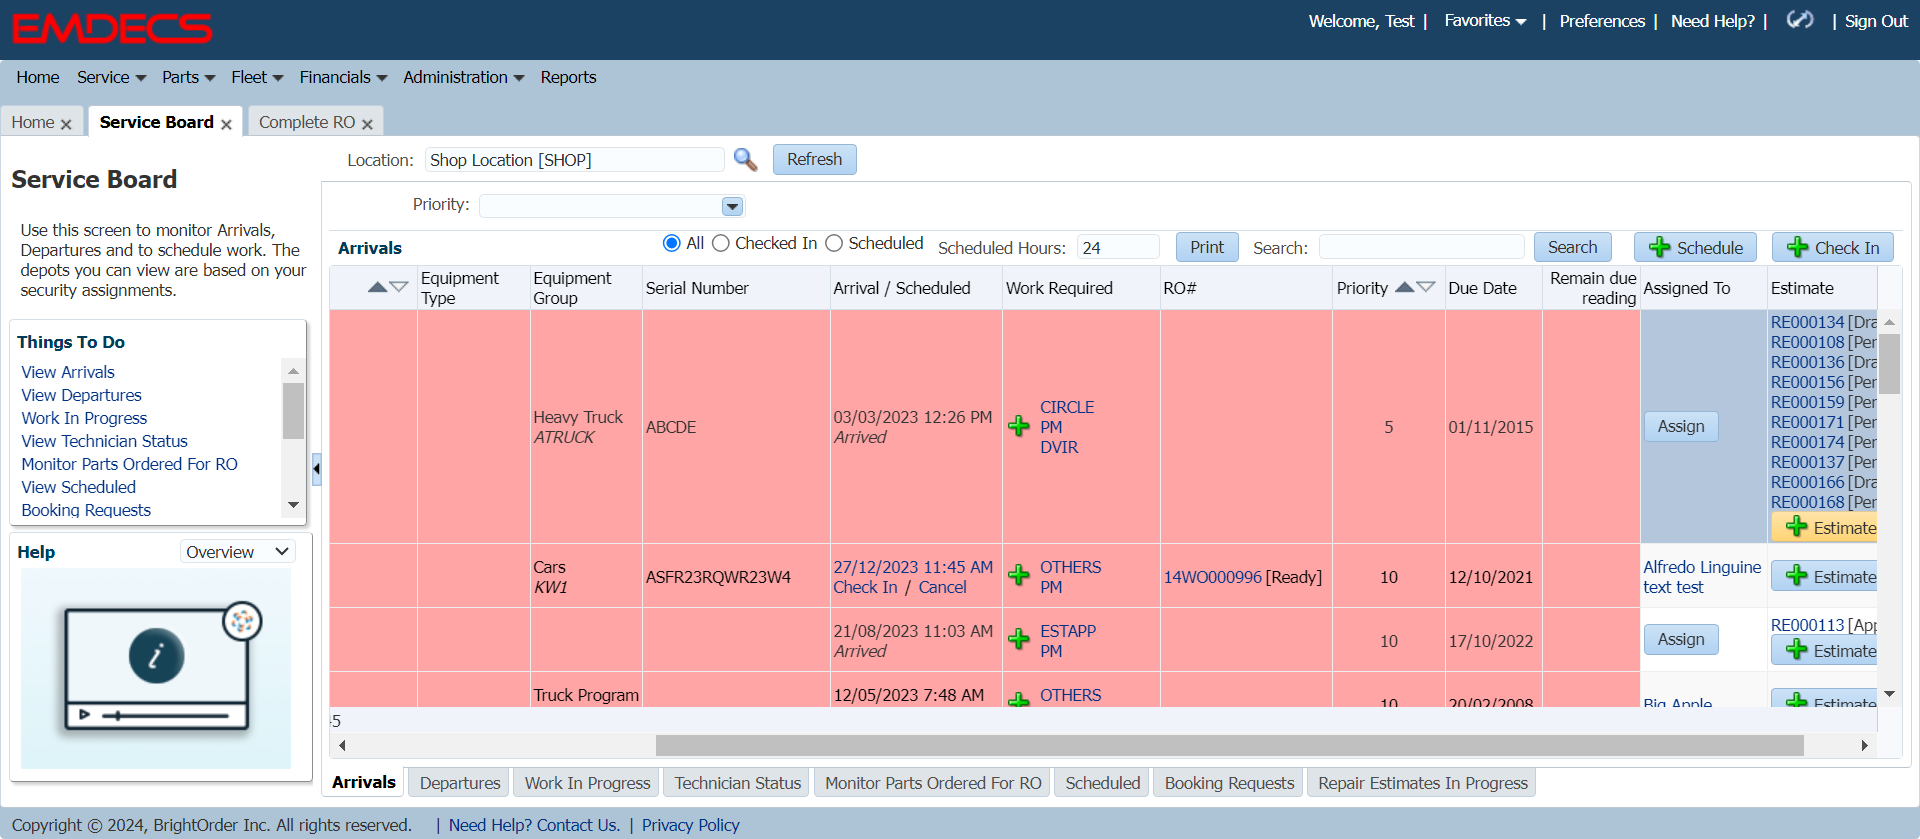 EMDECS
Welcome, Test | Favorites | Preferences | Need Help? | | Sign Out
Home Service Parts Fleet Financials Administration Reports
Home Service Board Complete RO
Service Board
Use this screen to monitor Arrivals,
Departures and to schedule work. The
depots you can view are based on your
security assignments.
Things To Do
View Arrivals
View Departures
Work In Progress
View Technician Status
Monitor Parts Ordered For RO
View Scheduled
Booking Requests
Help Overview
Location: Shop Location [SHOP] Refresh
Priority:
Arrivals All Checked In Scheduled Scheduled Hours: 24 Print Search: Search Schedule Check In
Equipment Type Equipment Group Serial Number Arrival / Scheduled Work Required RO# Priority Due Date Remain due reading Assigned To Estimate
Heavy Truck
ATRUCK
ABCDE
03/03/2023 12:26 PM
Arrived
CIRCLE
PM
DVIR
5
01/11/2015
Assign
RE000134 [Dra
RE000108 [Per
RE000136 [Dra
RE000156 [Per
RE000159 [Per
RE000171 [Per
RE000174 [Per
RE000137 [Per
RE000166 [Dra
RE000168 [Per
Estimate
Cars
KW1
ASFR23RQWR23W4
27/12/2023 11:45 AM
Check In / Cancel
OTHERS
PM
14WO000996 [Ready]
10
12/10/2021
Alfredo Linguine
text test
Estimate
21/08/2023 11:03 AM
Arrived
ESTAPP
PM
10
17/10/2022
Assign
RE000113 [App
Estimate
Truck Program
12/05/2023 7:48 AM
OTHERS
10
20/02/2008
Big Apple
Estimate
45
Arrivals Departures Work In Progress Technician Status Monitor Parts Ordered For RO Scheduled Booking Requests Repair Estimates In Progress
Copyright © 2024, BrightOrder Inc. All rights reserved. | Need Help? Contact Us. | Privacy Policy